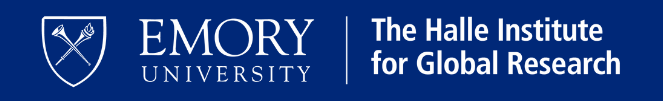 EMORY
UNIVERSITY
The Halle Institute
for Global Research